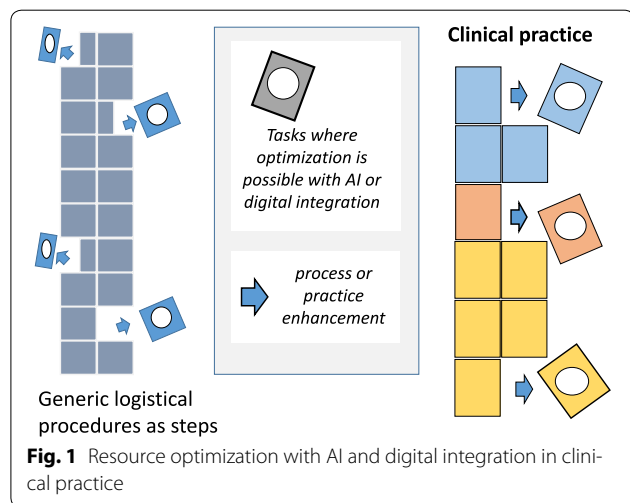 Clinical practice
Tasks where
optimization is
possible with AI or
digital integration
process or
practice
enhancement
Generic logistical
procedures as steps
Fig. 1 Resource optimization with AI and digital integration in clini-
cal practice